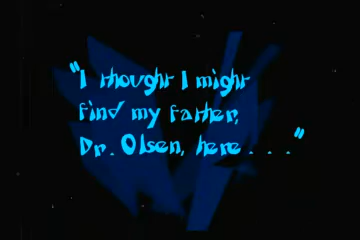 "I thought I might
find my father,
Dr. Olsen, here . . . ."